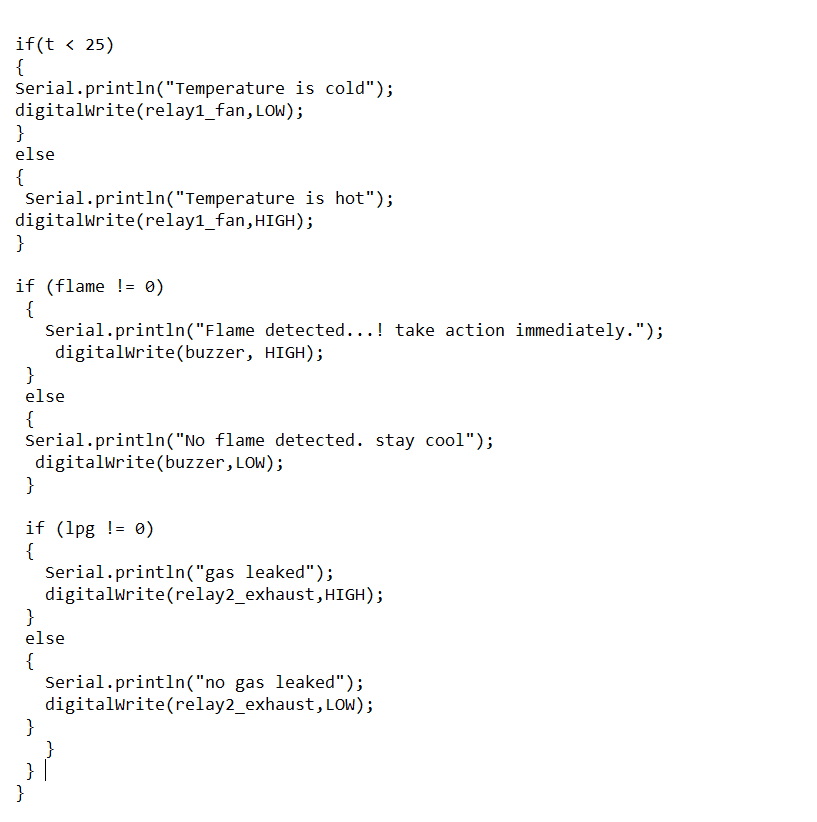 if(t < 25)
{
Serial.println("Temperature is cold");
digitalWrite(relay1_fan,LOW);
}
else
{
 Serial.println("Temperature is hot");
digitalWrite(relay1_fan,HIGH);
}

if (flame != 0)
 {
   Serial.println("Flame detected...! take action immediately.");
    digitalWrite(buzzer, HIGH);
 }
 else
 {
 Serial.println("No flame detected. stay cool");
  digitalWrite(buzzer,LOW);
 }

 if (lpg != 0)
 {
   Serial.println("gas leaked");
   digitalWrite(relay2_exhaust,HIGH);
 }
 else
 {
   Serial.println("no gas leaked");
   digitalWrite(relay2_exhaust,LOW);
 }
   }
 }
}